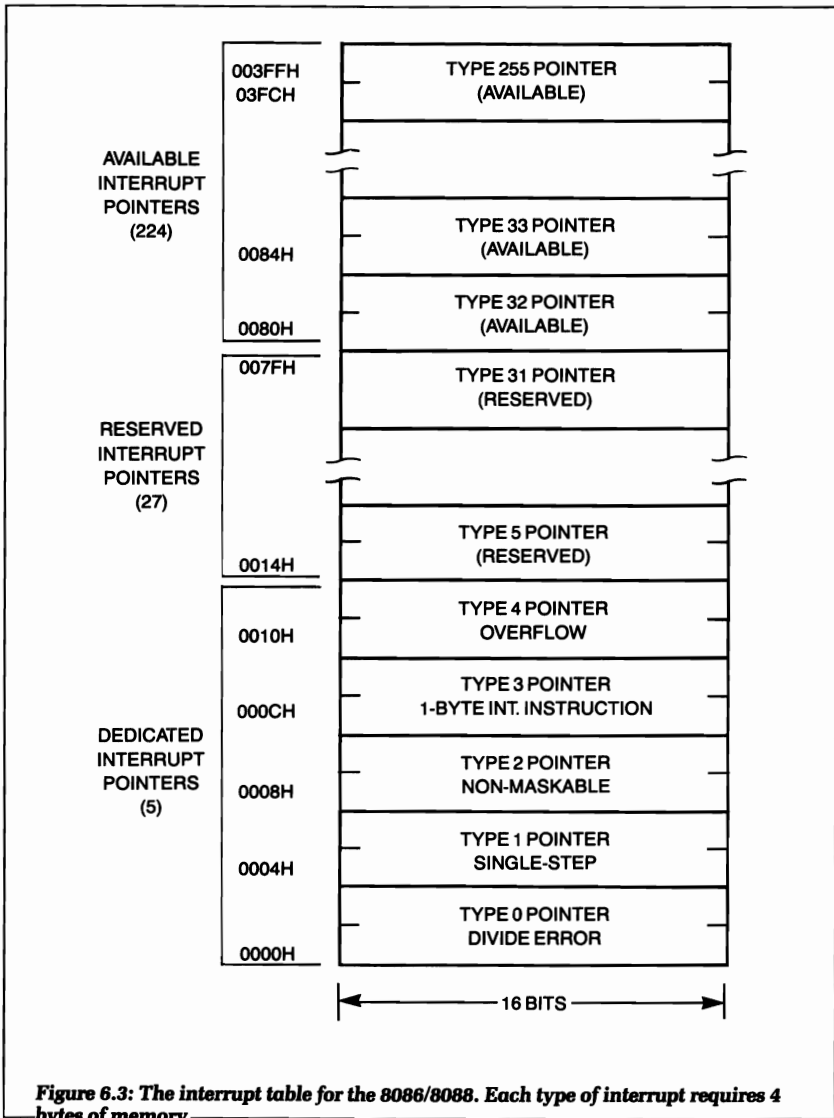 003FFH
03FCH
TYPE 255 POINTER
(AVAILABLE)
AVAILABLE
INTERRUPT
POINTERS
(224)
TYPE 33 POINTER
(AVAILABLE)
0084H
TYPE 32 POINTER
(AVAILABLE)
0080H
007FH
TYPE 31 POINTER
(RESERVED)
RESERVED
INTERRUPT
POINTERS
(27)
TYPE 5 POINTER
(RESERVED)
0014H
TYPE 4 POINTER
OVERFLOW
0010H
TYPE 3 POINTER
1-BYTE INT. INSTRUCTION
000CH
DEDICATED
INTERRUPT
POINTERS
(5)
TYPE 2 POINTER
NON-MASKABLE
0008H
TYPE 1 POINTER
SINGLE-STEP
0004H
TYPE 0 POINTER
DIVIDE ERROR
0000H
16 BITS
Figure 6.3: The interrupt table for the 8086/8088. Each type of interrupt requires 4
bytes of memory